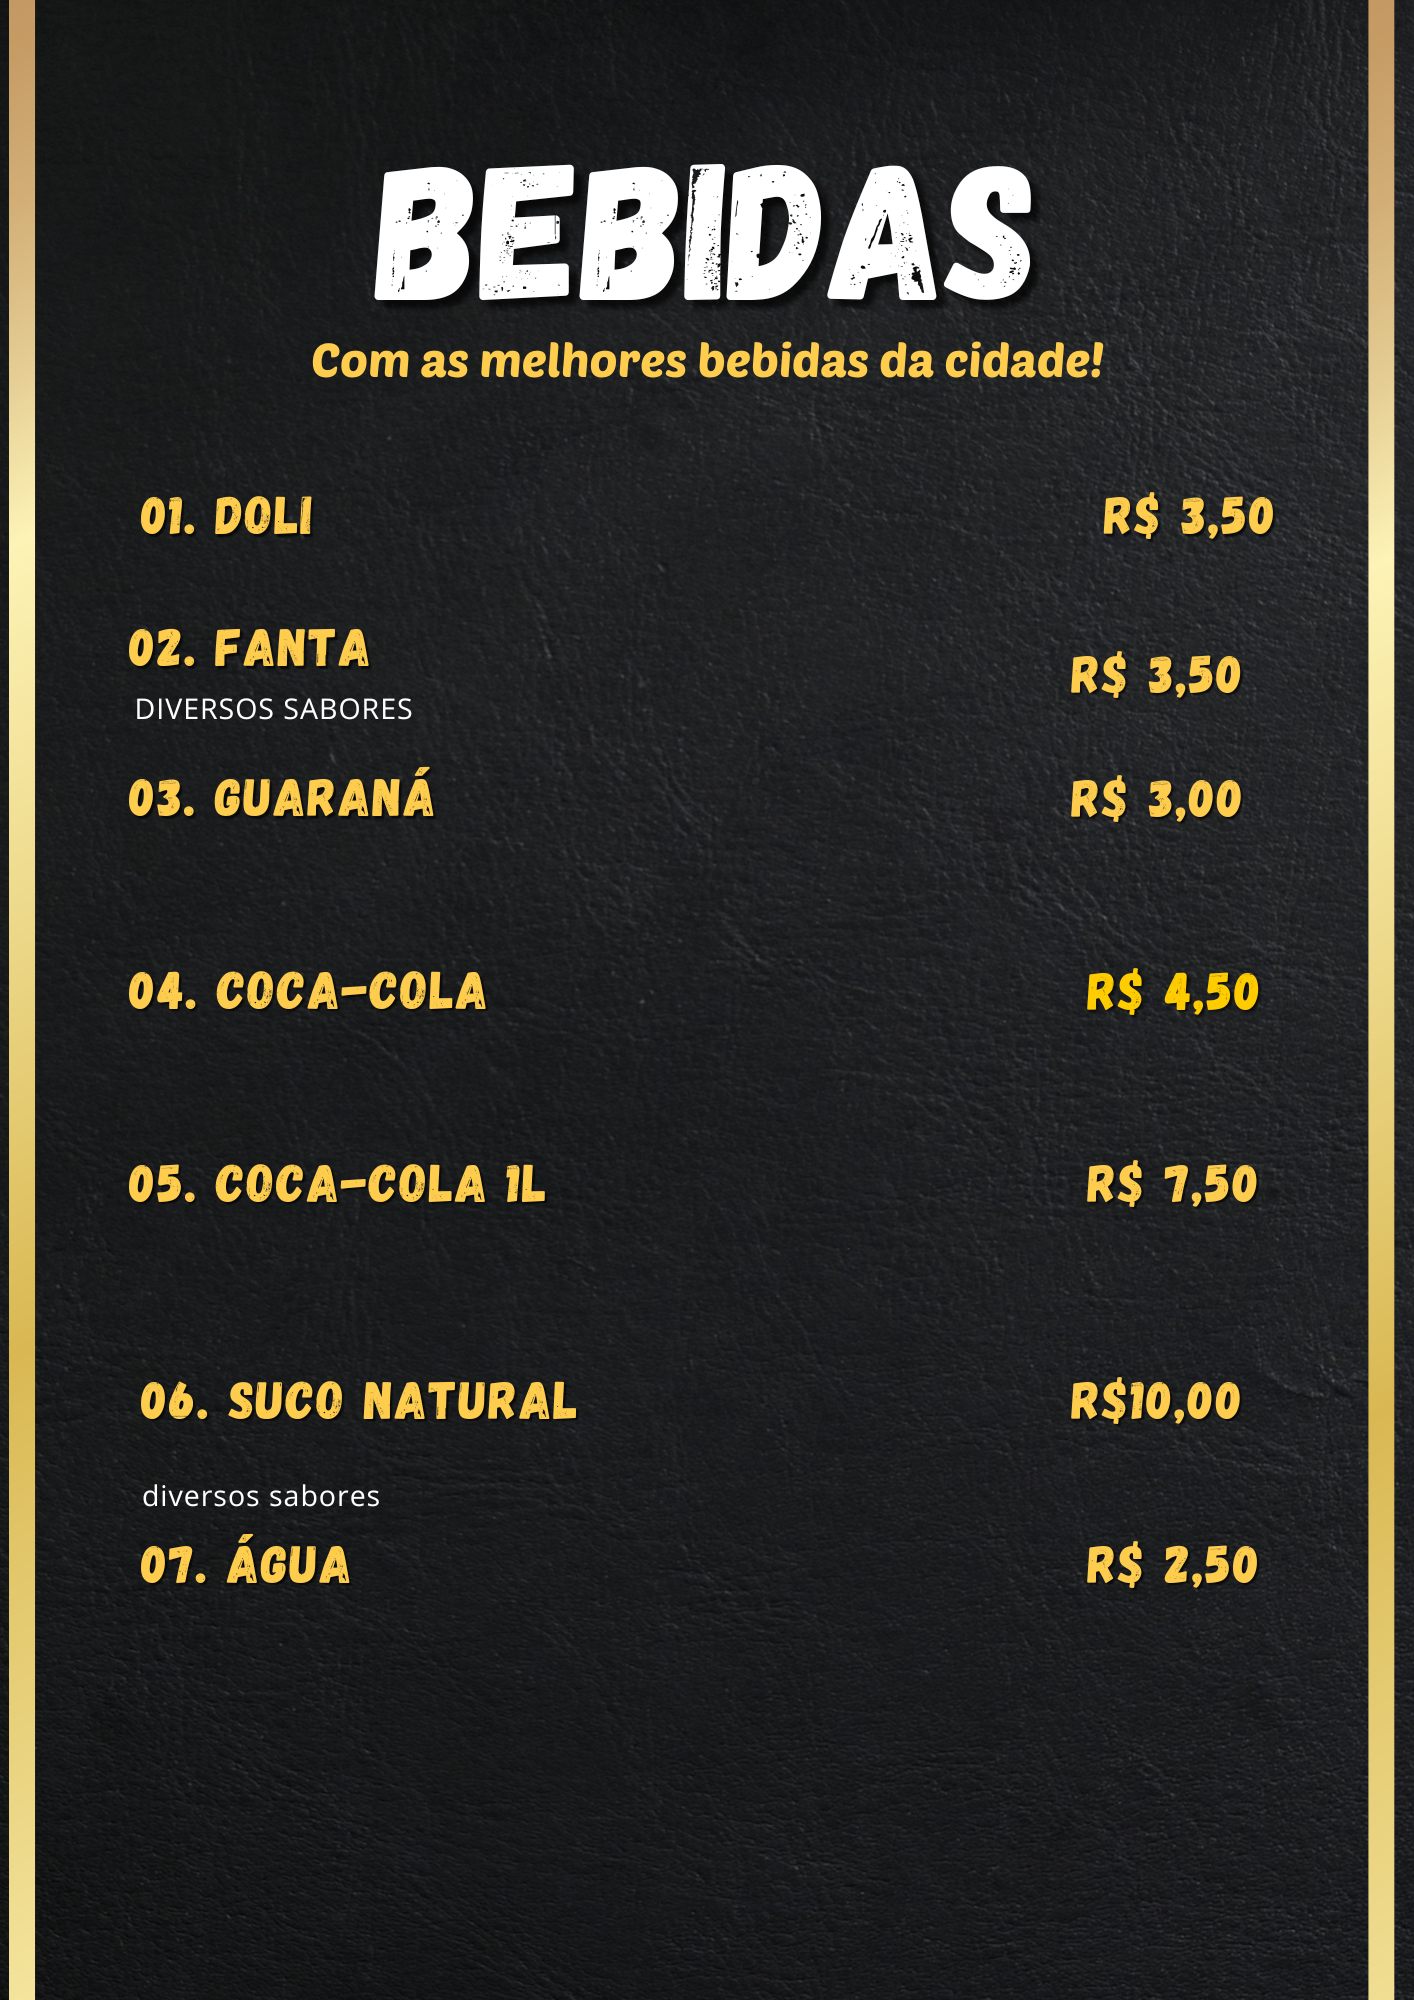 BEBIDAS
Com as melhores bebidas da cidade!
01. DOLI R$ 3,50
02. FANTA R$ 3,50
DIVERSOS SABORES
03. GUARANÁ R$ 3,00
04. COCA-COLA R$ 4,50
05. COCA-COLA 1L R$ 7,50
06. SUCO NATURAL R$10,00
diversos sabores
07. ÁGUA R$ 2,50